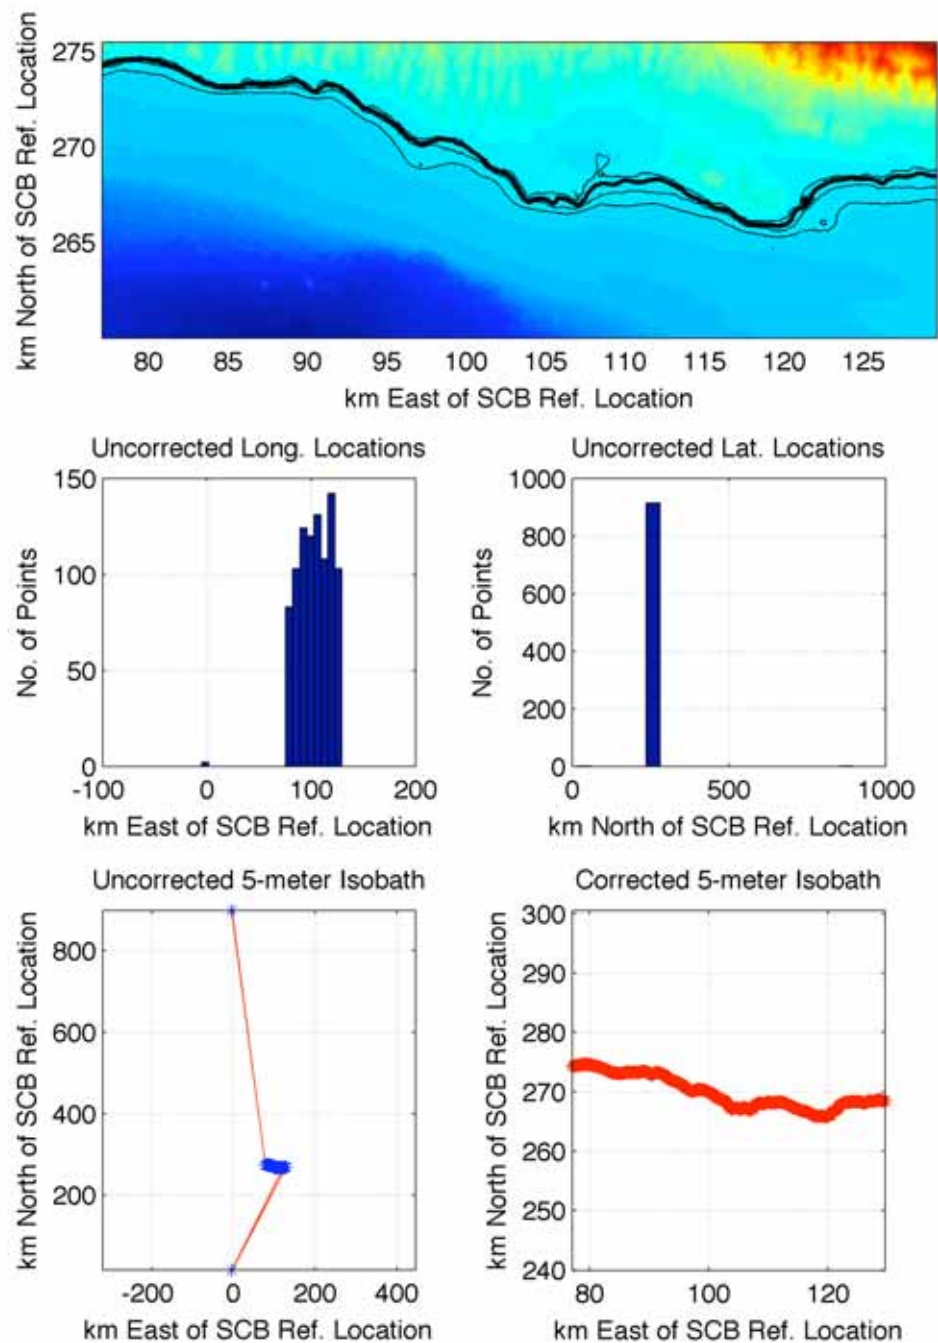 275
270
265
km North of SCB Ref. Location
80 85 90 95 100 105 110 115 120 125
km East of SCB Ref. Location
Uncorrected Long. Locations
150
100
50
0
No. of Points
-100 0 100 200
km East of SCB Ref. Location
Uncorrected Lat. Locations
1000
800
600
400
200
0
No. of Points
0 500 1000
km North of SCB Ref. Location
Uncorrected 5-meter Isobath
800
600
400
200
km North of SCB Ref. Location
-200 0 200 400
km East of SCB Ref. Location
Corrected 5-meter Isobath
300
290
280
270
260
250
240
km North of SCB Ref. Location
80 100 120
km East of SCB Ref. Location